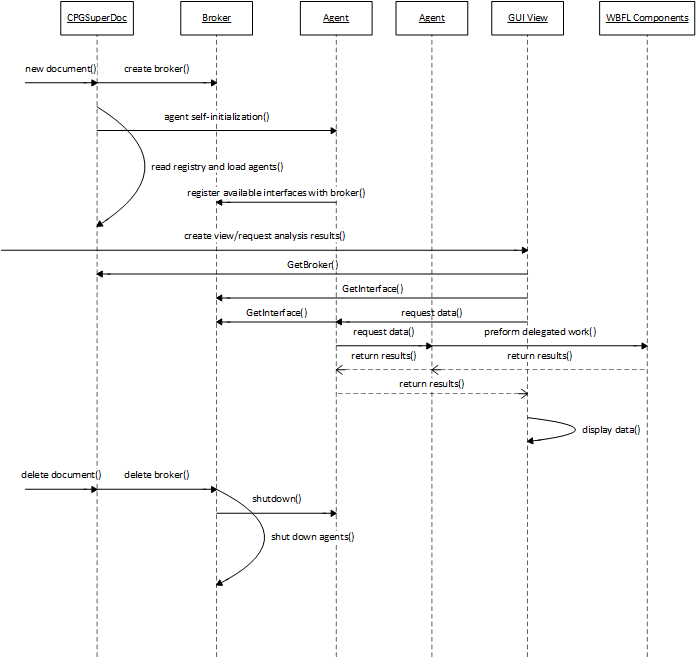 CPGSuperDoc
Broker
Agent
Agent
GUI View
WBFL Components
new document()
create broker()
agent self-initialization()
read registry and load agents()
register available interfaces with broker()
create view/request analysis results()
GetBroker()
GetInterface()
GetInterface()
request data()
request data()
preform delegated work()
return results()
return results()
return results()
display data()
delete document()
delete broker()
shutdown()
shut down agents()